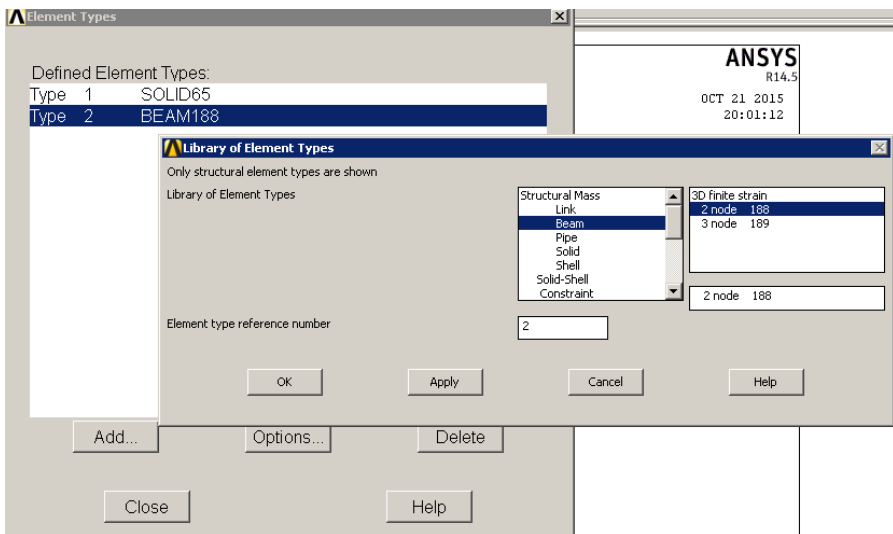 Element Types
ANSYS
R14.5
OCT 21 2015
20:01:12
Defined Element Types:
Type 1 SOLID65
Type 2 BEAM188
Library of Element Types
Only structural element types are shown
Library of Element Types
Structural Mass
Link
Beam
Pipe
Solid
Shell
Solid-Shell
Constraint
3D finite strain
2 node 188
3 node 189
2 node 188
Element type reference number
2
OK Apply Cancel Help
Add... Options... Delete
Close Help